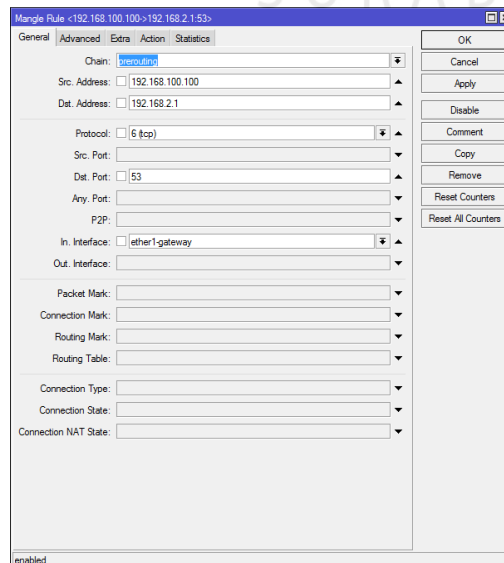 Mangle Rule <192.168.100.100->192.168.2.1:53>
General Advanced Extra Action Statistics
Chain: prerouting
Src. Address: 192.168.100.100
Dst. Address: 192.168.2.1
Protocol: 6 (tcp)
Src. Port:
Dst. Port: 53
Any. Port:
P2P:
In. Interface: ether1-gateway
Out. Interface:
Packet Mark:
Connection Mark:
Routing Mark:
Routing Table:
Connection Type:
Connection State:
Connection NAT State:
OK
Cancel
Apply
Disable
Comment
Copy
Remove
Reset Counters
Reset All Counters
enabled